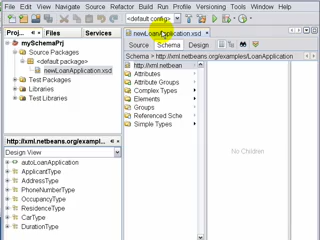 File Edit View Navigate Source Refactor Build Run Profile Versioning Tools Window Help
<default config>
Proj... Files Services
mySchemaPrj
Source Packages
<default package>
newLoanApplication.xsd
Test Packages
Libraries
Test Libraries
newLoanApplication.xsd
Source Schema Design
Schema > http://xml.netbeans.org/examples/LoanApplication
http://xml.netbean
Attributes
Attribute Groups
Complex Types
Elements
Groups
Referenced Sche
Simple Types
No Children
http://xml.netbeans.org/exampl...
Design View
autoLoanApplication
ApplicantType
AddressType
PhoneNumberType
OccupancyType
ResidenceType
CarType
DurationType